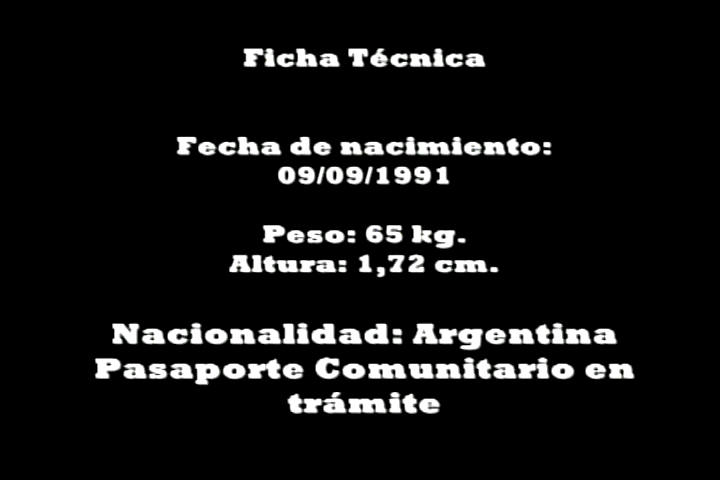 Ficha Técnica
Fecha de nacimiento:
09/09/1991
Peso: 65 kg.
Altura: 1,72 cm.
Nacionalidad: Argentina
Pasaporte Comunitario en
trámite